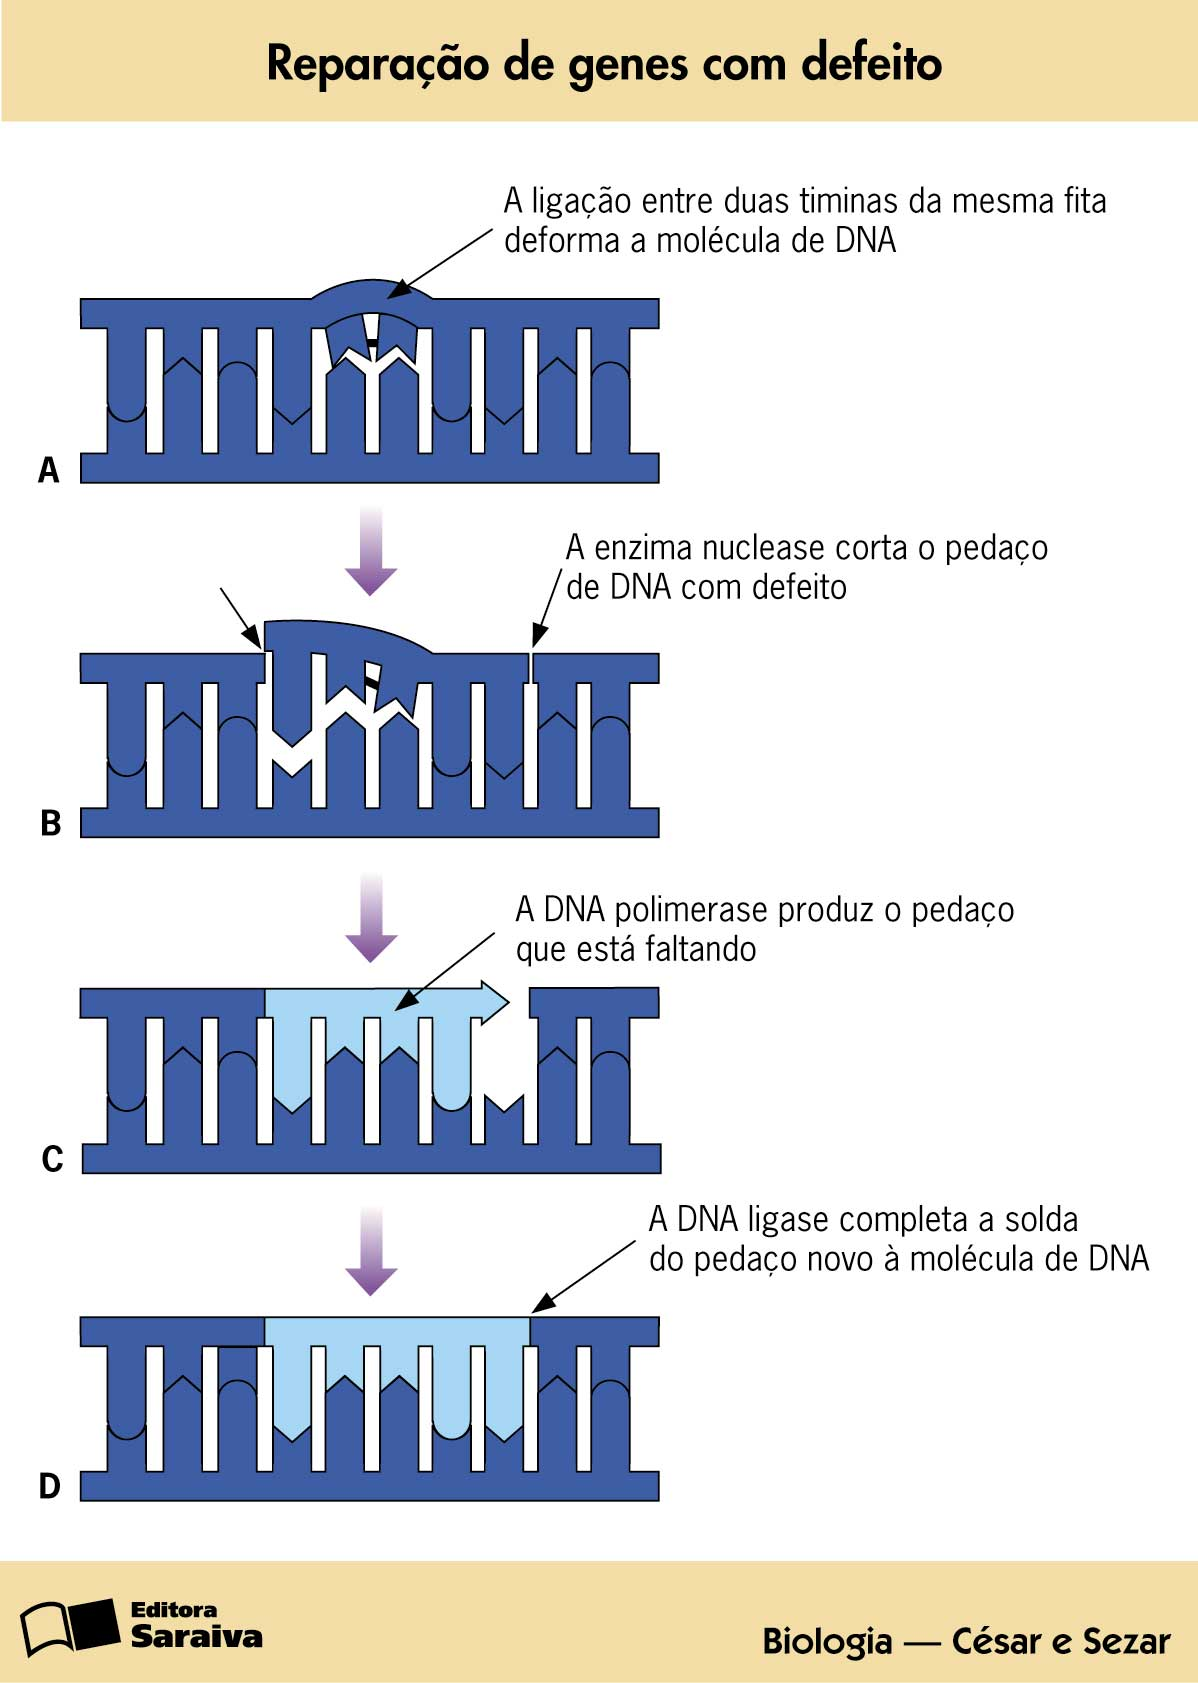 Reparação de genes com defeito
A ligação entre duas timinas da mesma fita
deforma a molécula de DNA
A
A enzima nuclease corta o pedaço
de DNA com defeito
B
A DNA polimerase produz o pedaço
que está faltando
C
A DNA ligase completa a solda
do pedaço novo à molécula de DNA
D
Editora
Saraiva
Biologia — César e Sezar